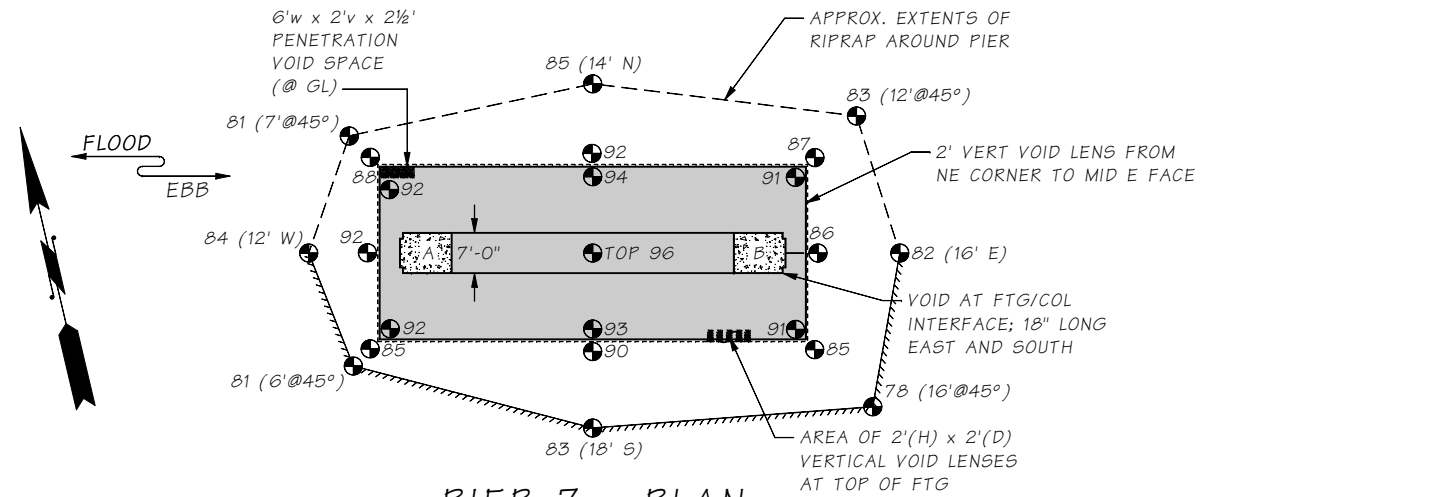 6'w x 2'v x 2½'
PENETRATION
VOID SPACE
(@ GL)
APPROX. EXTENTS OF
RIPRAP AROUND PIER
85 (14' N)
83 (12'@45°)
81 (7'@45°)
FLOOD
EBB
92
87
88
92
94
91
2' VERT VOID LENS FROM
NE CORNER TO MID E FACE
84 (12' W)
92
A
7'-0"
TOP 96
B
86
82 (16' E)
VOID AT FTG/COL
INTERFACE; 18" LONG
EAST AND SOUTH
92
93
91
85
90
85
81 (6'@45°)
78 (16'@45°)
83 (18' S)
AREA OF 2'(H) x 2'(D)
VERTICAL VOID LENSES
AT TOP OF FTG